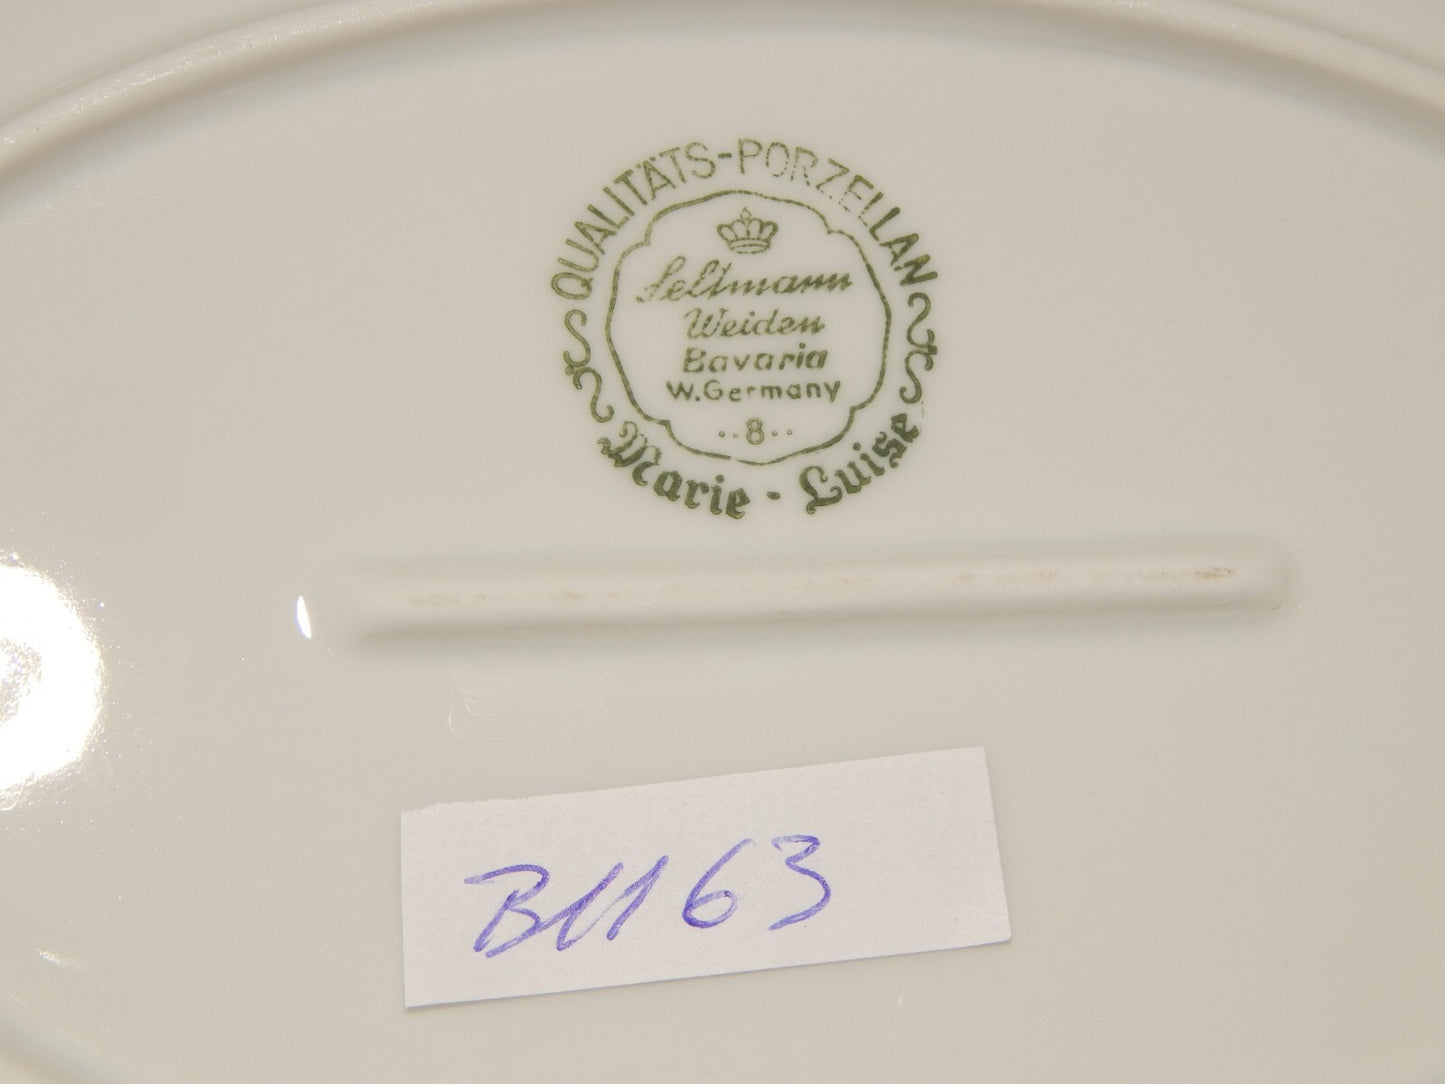 QUALITÄTS-PORZELLAN
Seltmann
Weiden
Bavaria
W.Germany
..8..
Marie - Luise
B1163